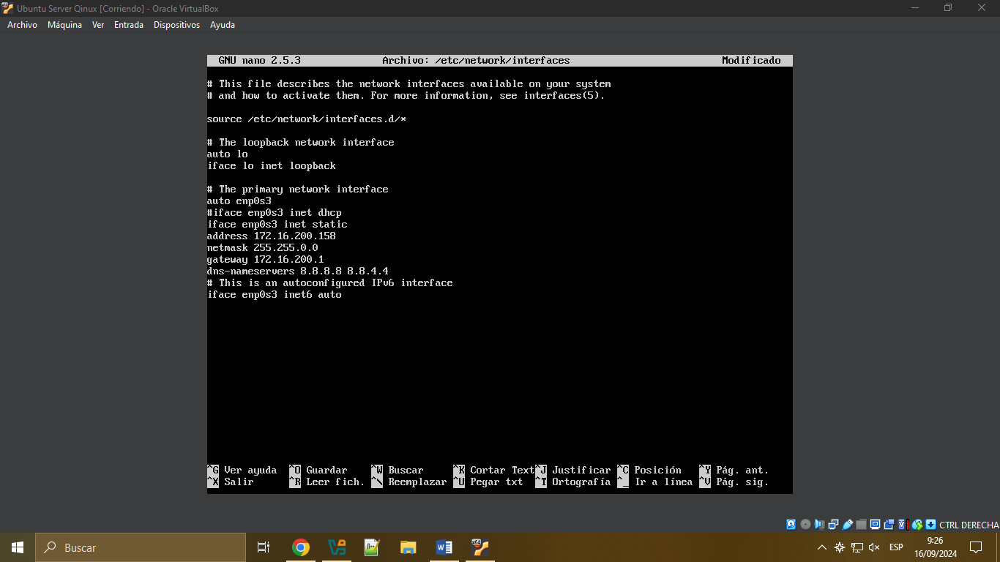 Ubuntu Server Qinux [Corriendo] - Oracle VirtualBox
Archivo Máquina Ver Entrada Dispositivos Ayuda
GNU nano 2.5.3 Archivo: /etc/network/interfaces Modificado
# This file describes the network interfaces available on your system
# and how to activate them. For more information, see interfaces(5).
source /etc/network/interfaces.d/*
# The loopback network interface
auto lo
iface lo inet loopback
# The primary network interface
auto enp0s3
#iface enp0s3 inet dhcp
iface enp0s3 inet static
address 172.16.200.158
netmask 255.255.0.0
gateway 172.16.200.1
dns-nameservers 8.8.8.8 8.8.4.4
# This is an autoconfigured IPv6 interface
iface enp0s3 inet6 auto
^G Ver ayuda ^O Guardar ^W Buscar ^K Cortar Text ^J Justificar ^C Posición ^Y Pág. ant.
^X Salir ^R Leer fich. ^\ Reemplazar ^U Pegar txt ^T Ortografía ^_ Ir a línea ^V Pág. sig.
CTRL DERECHA
Buscar
ESP
9:26
16/09/2024